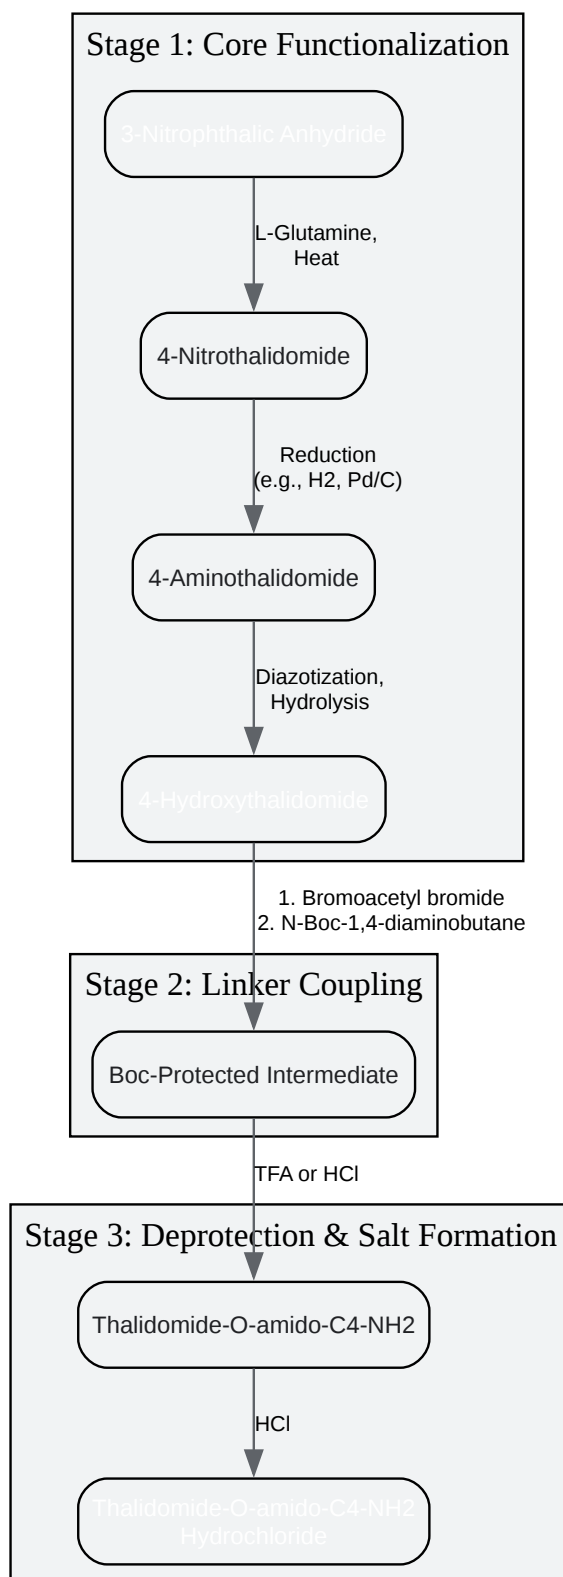 Stage 1: Core Functionalization
3-Nitrophthalic Anhydride
L-Glutamine,
Heat
4-Nitrothalidomide
Reduction
(e.g., H2, Pd/C)
4-Aminothalidomide
Diazotization,
Hydrolysis
4-Hydroxythalidomide
1. Bromoacetyl bromide
2. N-Boc-1,4-diaminobutane
Stage 2: Linker Coupling
Boc-Protected Intermediate
TFA or HCl
Stage 3: Deprotection & Salt Formation
Thalidomide-O-amido-C4-NH2
HCl
Thalidomide-O-amido-C4-NH2
Hydrochloride